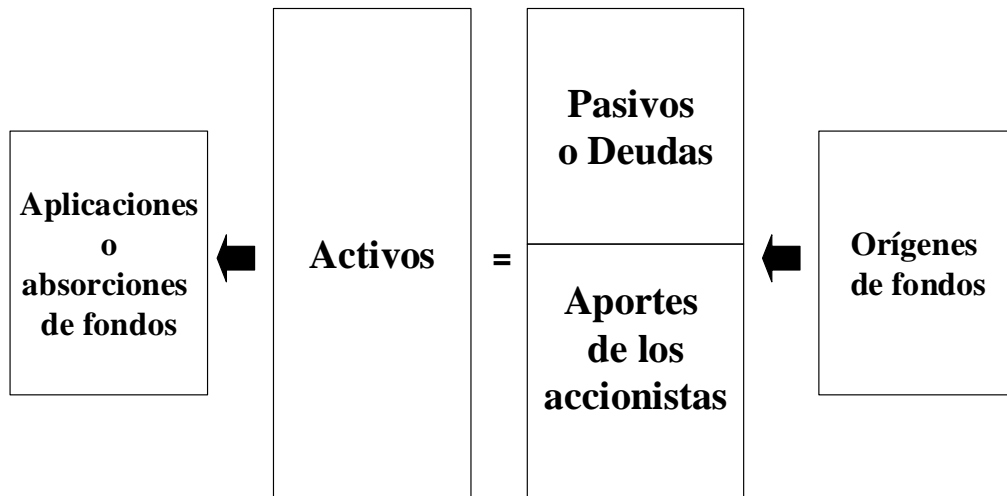 Aplicaciones
o
absorciones
de fondos
Activos
=
Pasivos
o Deudas
Aportes
de los
accionistas
Orígenes
de fondos